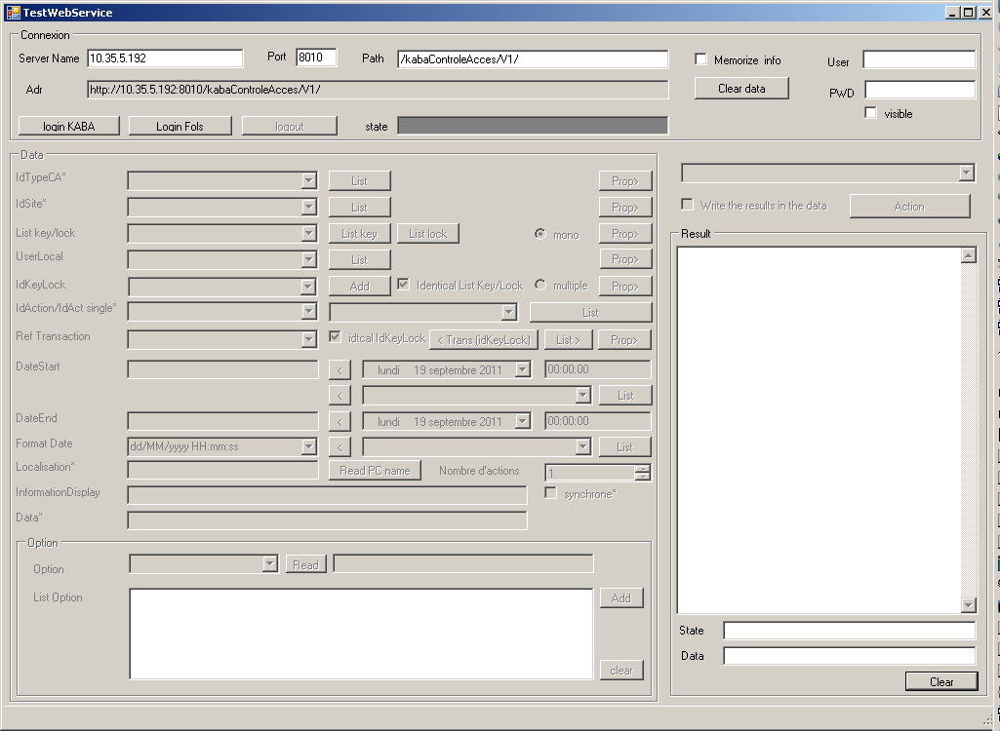 TestWebService
Connexion
Server Name 10.35.5.192 Port 8010 Path /kabaControleAcces/V1/ Memorize info User
Adr http://10.35.5.192:8010/kabaControleAcces/V1/ Clear data PWD
visible
login KABA Login Fols logout state
Data
IdTypeCA* List Prop>
IdSite* List Prop>
List key/lock List key List lock mono Prop>
UserLocal List Prop>
IdKeyLock Add Identical List Key/Lock multiple Prop>
IdAction/IdAct single* List
Ref Transaction idtcal IdKeyLock < Trans (idKeyLock) List > Prop>
DateStart < lundi 19 septembre 2011 00:00:00
< List
DateEnd < lundi 19 septembre 2011 00:00:00
Format Date dd/MM/yyyy HH:mm:ss < List
Localisation* Read PC name Nombre d'actions 1
InformationDisplay synchrone*
Data*
Option
Option Read
List Option Add
clear
Write the results in the data Action
Result
State
Data
Clear